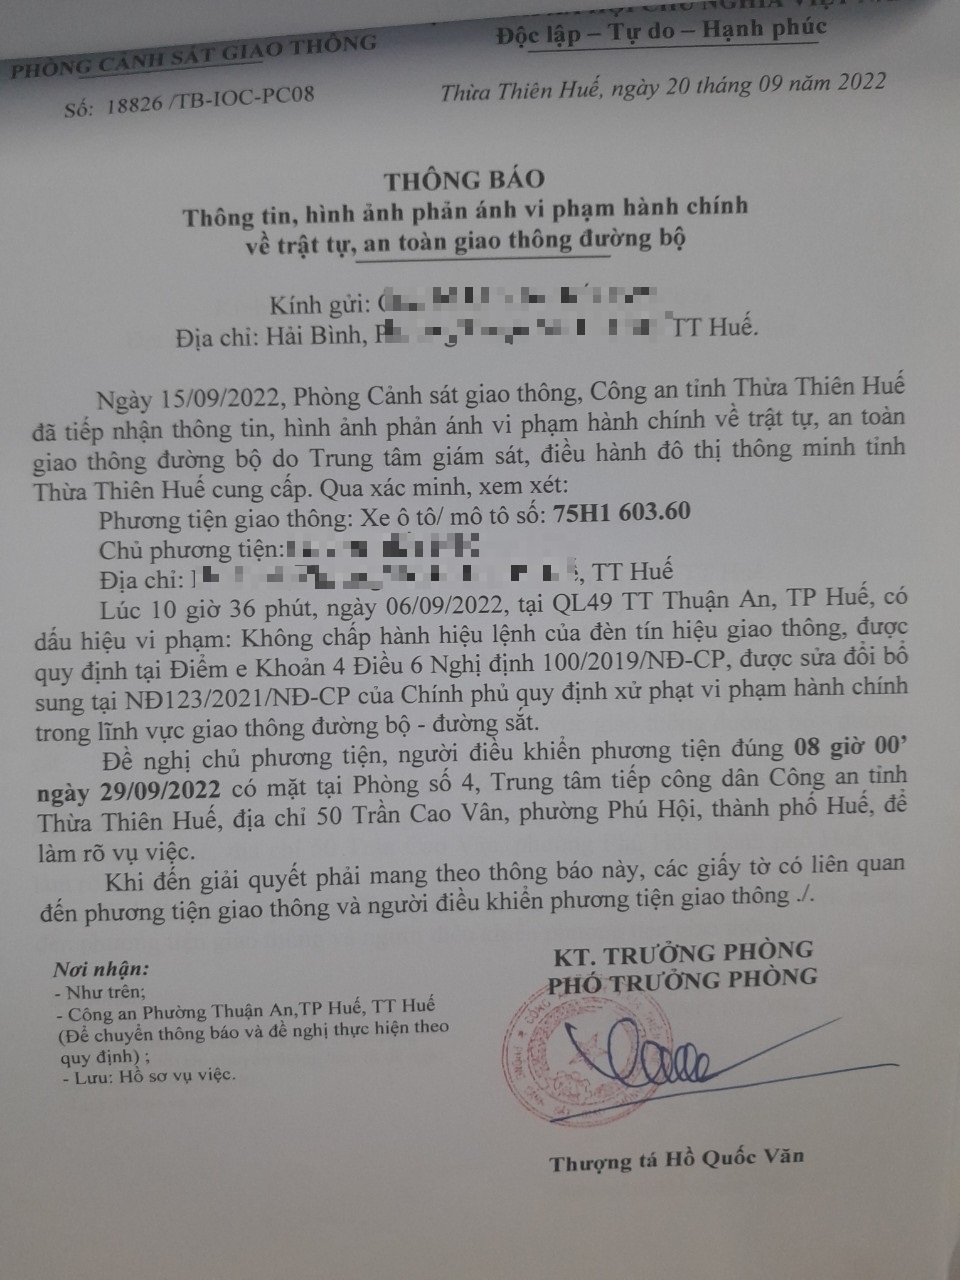 PHÒNG CẢNH SÁT GIAO THÔNG
Độc lập – Tự do – Hạnh phúc
Số: 18826 /TB-IOC-PC08
Thừa Thiên Huế, ngày 20 tháng 09 năm 2022
THÔNG BÁO
Thông tin, hình ảnh phản ánh vi phạm hành chính
về trật tự, an toàn giao thông đường bộ
Kính gửi:
Địa chỉ: Hải Bình, TT Huế.
Ngày 15/09/2022, Phòng Cảnh sát giao thông, Công an tỉnh Thừa Thiên Huế
đã tiếp nhận thông tin, hình ảnh phản ánh vi phạm hành chính về trật tự, an toàn
giao thông đường bộ do Trung tâm giám sát, điều hành đô thị thông minh tỉnh
Thừa Thiên Huế cung cấp. Qua xác minh, xem xét:
Phương tiện giao thông: Xe ô tô/ mô tô số: 75H1 603.60
Chủ phương tiện:
Địa chỉ: , TT Huế
Lúc 10 giờ 36 phút, ngày 06/09/2022, tại QL49 TT Thuận An, TP Huế, có
dấu hiệu vi phạm: Không chấp hành hiệu lệnh của đèn tín hiệu giao thông, được
quy định tại Điểm e Khoản 4 Điều 6 Nghị định 100/2019/NĐ-CP, được sửa đổi bổ
sung tại NĐ123/2021/NĐ-CP của Chính phủ quy định xử phạt vi phạm hành chính
trong lĩnh vực giao thông đường bộ - đường sắt.
Đề nghị chủ phương tiện, người điều khiển phương tiện đúng 08 giờ 00’
ngày 29/09/2022 có mặt tại Phòng số 4, Trung tâm tiếp công dân Công an tỉnh
Thừa Thiên Huế, địa chỉ 50 Trần Cao Vân, phường Phú Hội, thành phố Huế, để
làm rõ vụ việc.
Khi đến giải quyết phải mang theo thông báo này, các giấy tờ có liên quan
đến phương tiện giao thông và người điều khiển phương tiện giao thông ./.
Nơi nhận:
- Như trên;
- Công an Phường Thuận An,TP Huế, TT Huế
(Để chuyển thông báo và đề nghị thực hiện theo
quy định) ;
- Lưu: Hồ sơ vụ việc.
KT. TRƯỞNG PHÒNG
PHÓ TRƯỞNG PHÒNG
Thượng tá Hồ Quốc Văn